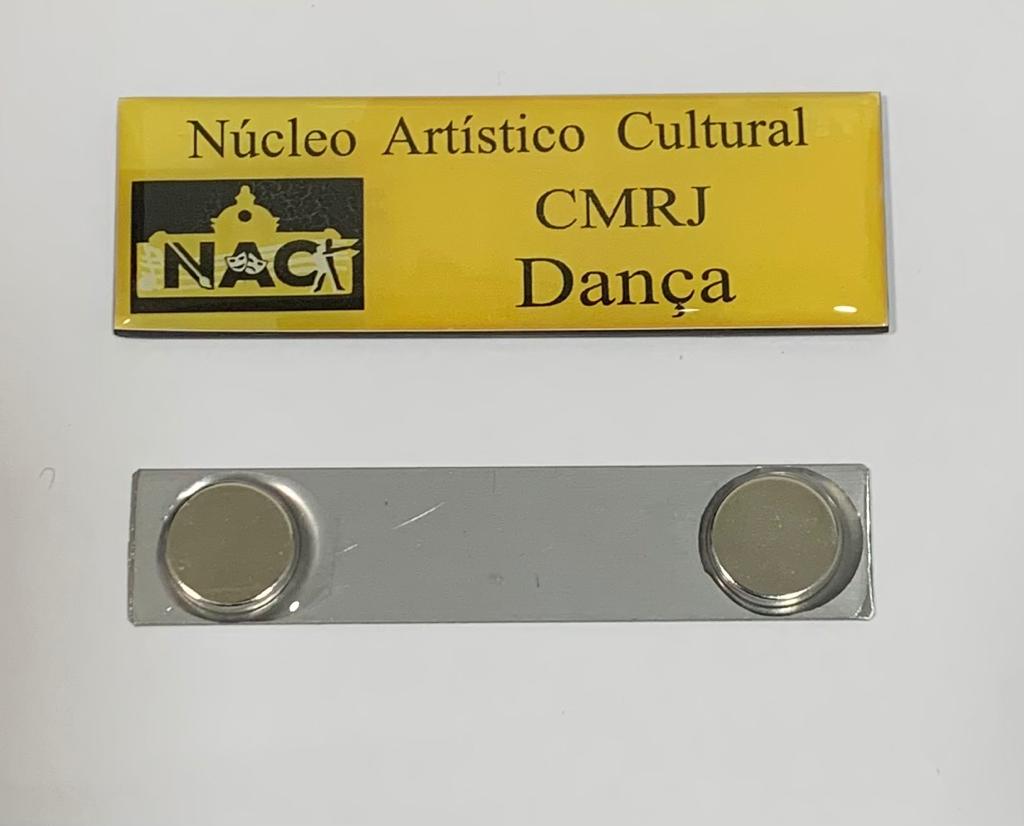 Núcleo Artístico Cultural
CMRJ
NAC
Dança